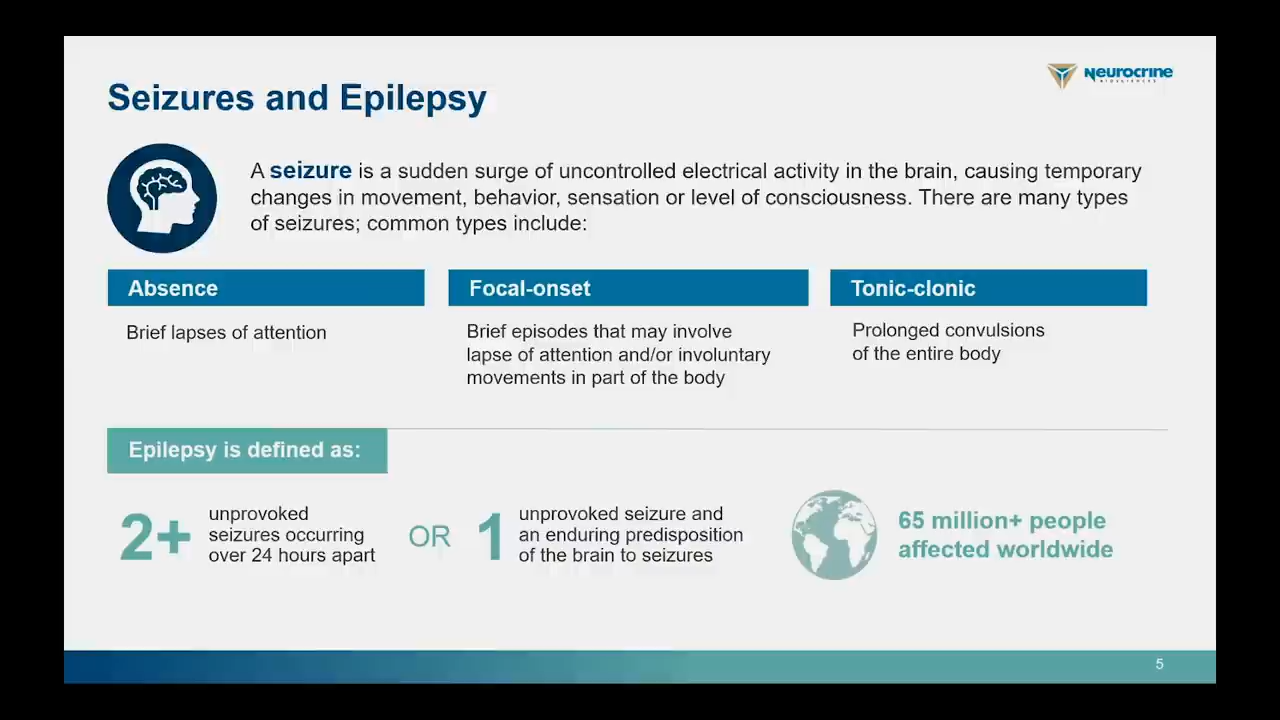 Neurocrine
BIOSCIENCES
Seizures and Epilepsy
A seizure is a sudden surge of uncontrolled electrical activity in the brain, causing temporary
changes in movement, behavior, sensation or level of consciousness. There are many types
of seizures; common types include:
Absence
Brief lapses of attention
Focal-onset
Brief episodes that may involve
lapse of attention and/or involuntary
movements in part of the body
Tonic-clonic
Prolonged convulsions
of the entire body
Epilepsy is defined as:
2+
unprovoked
seizures occurring
over 24 hours apart
OR
1
unprovoked seizure and
an enduring predisposition
of the brain to seizures
65 million+ people
affected worldwide
5